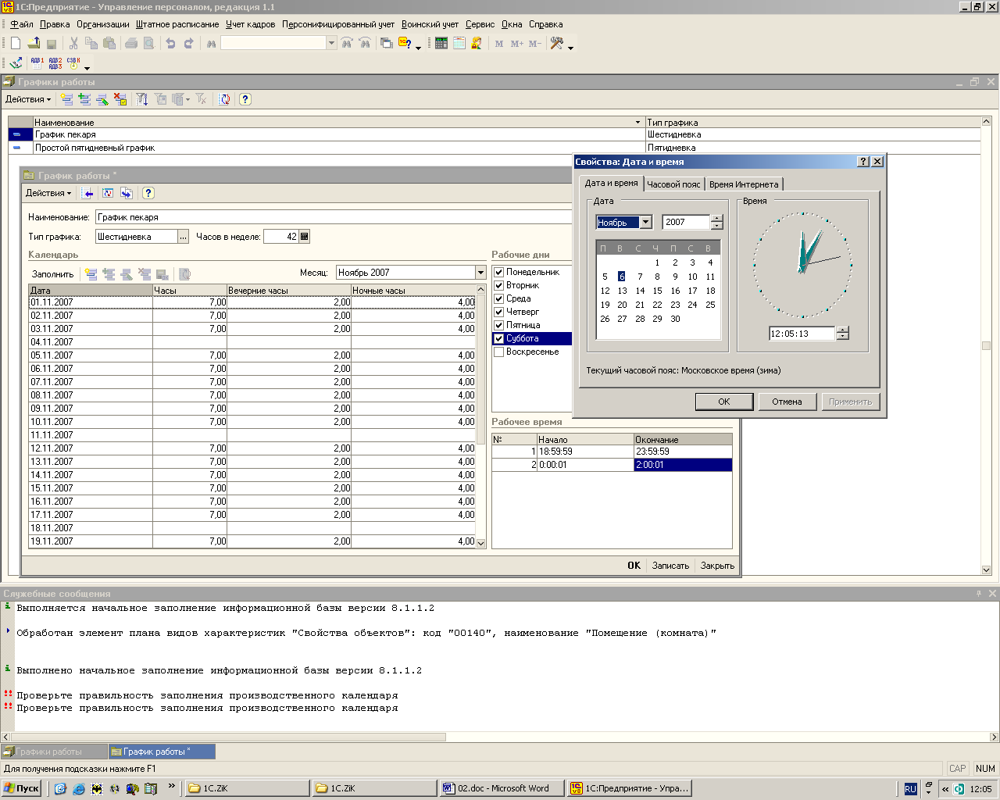 1С:Предприятие - Управление персоналом, редакция 1.1
Файл Правка Организации Штатное расписание Учет кадров Персонифицированный учет Воинский учет Сервис Окна Справка
M M+ M-
АДВ1 АДВ2 АДВ3 СЗВК
Графики работы
Действия
Наименование Тип графика
График пекаря Шестидневка
Простой пятидневный график Пятидневка
График работы *
Действия
Наименование: График пекаря
Тип графика: Шестидневка ... Часов в неделе: 42
Календарь
Заполнить Месяц: Ноябрь 2007
Дата Часы Вечерние часы Ночные часы
01.11.2007 7,00 2,00 4,00
02.11.2007 7,00 2,00 4,00
03.11.2007 7,00 2,00 4,00
04.11.2007
05.11.2007 7,00 2,00 4,00
06.11.2007 7,00 2,00 4,00
07.11.2007 7,00 2,00 4,00
08.11.2007 7,00 2,00 4,00
09.11.2007 7,00 2,00 4,00
10.11.2007 7,00 2,00 4,00
11.11.2007
12.11.2007 7,00 2,00 4,00
13.11.2007 7,00 2,00 4,00
14.11.2007 7,00 2,00 4,00
15.11.2007 7,00 2,00 4,00
16.11.2007 7,00 2,00 4,00
17.11.2007 7,00 2,00 4,00
18.11.2007
19.11.2007 7,00 2,00 4,00
Рабочие дни
Понедельник
Вторник
Среда
Четверг
Пятница
Суббота
Воскресенье
Рабочее время
№ Начало Окончание
1 18:59:59 23:59:59
2 0:00:01 2:00:01
OK Записать Закрыть
Свойства: Дата и время
Дата и время Часовой пояс Время Интернета
Дата
Ноябрь 2007
П В С Ч П С В
1 2 3 4
5 6 7 8 9 10 11
12 13 14 15 16 17 18
19 20 21 22 23 24 25
26 27 28 29 30
Время
12:05:13
Текущий часовой пояс: Московское время (зима)
OK Отмена Применить
Служебные сообщения
Выполняется начальное заполнение информационной базы версии 8.1.1.2
Обработан элемент плана видов характеристик "Свойства объектов": код "00140", наименование "Помещение (комната)"
Выполнено начальное заполнение информационной базы версии 8.1.1.2
Проверьте правильность заполнения производственного календаря
Проверьте правильность заполнения производственного календаря
Графики работы График работы *
Для получения подсказки нажмите F1 CAP NUM
Пуск » 1C.ZiK 1C.ZiK 02.doc - Microsoft Word 1С:Предприятие - Упра... RU « 12:05